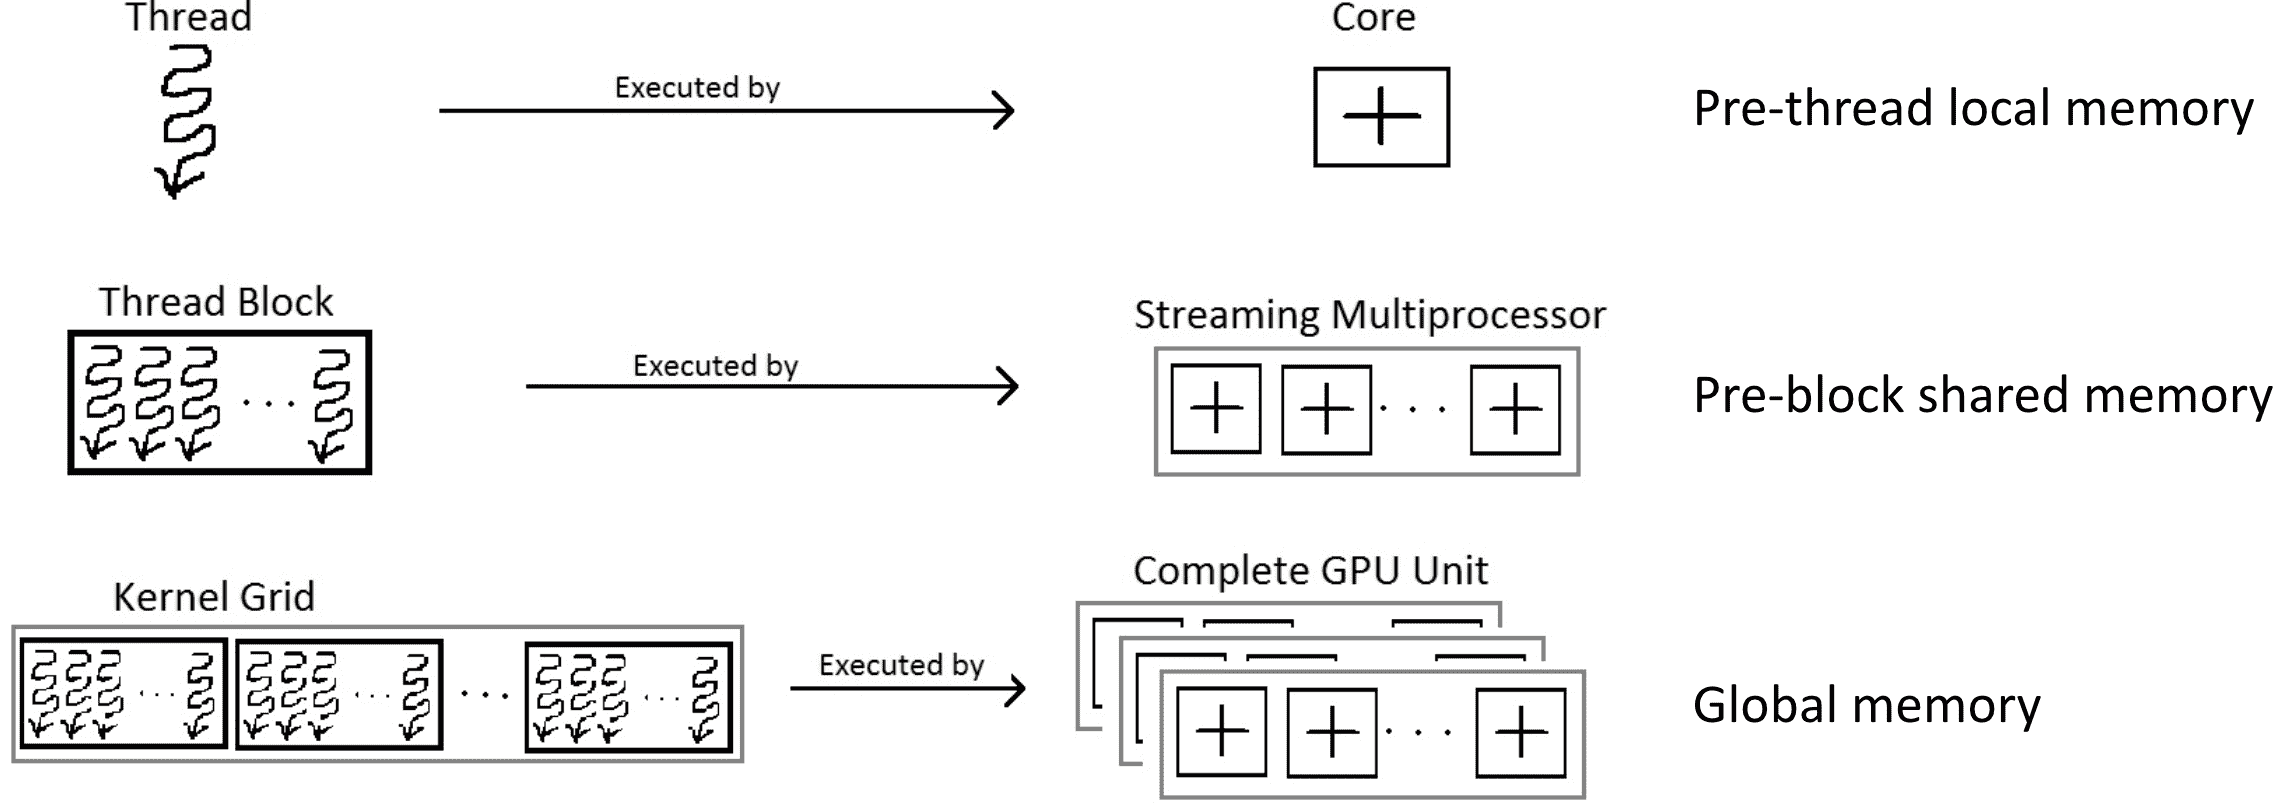 Thread
Core
Executed by
Pre-thread local memory
Thread Block
Streaming Multiprocessor
Executed by
Pre-block shared memory
Kernel Grid
Complete GPU Unit
Executed by
Global memory